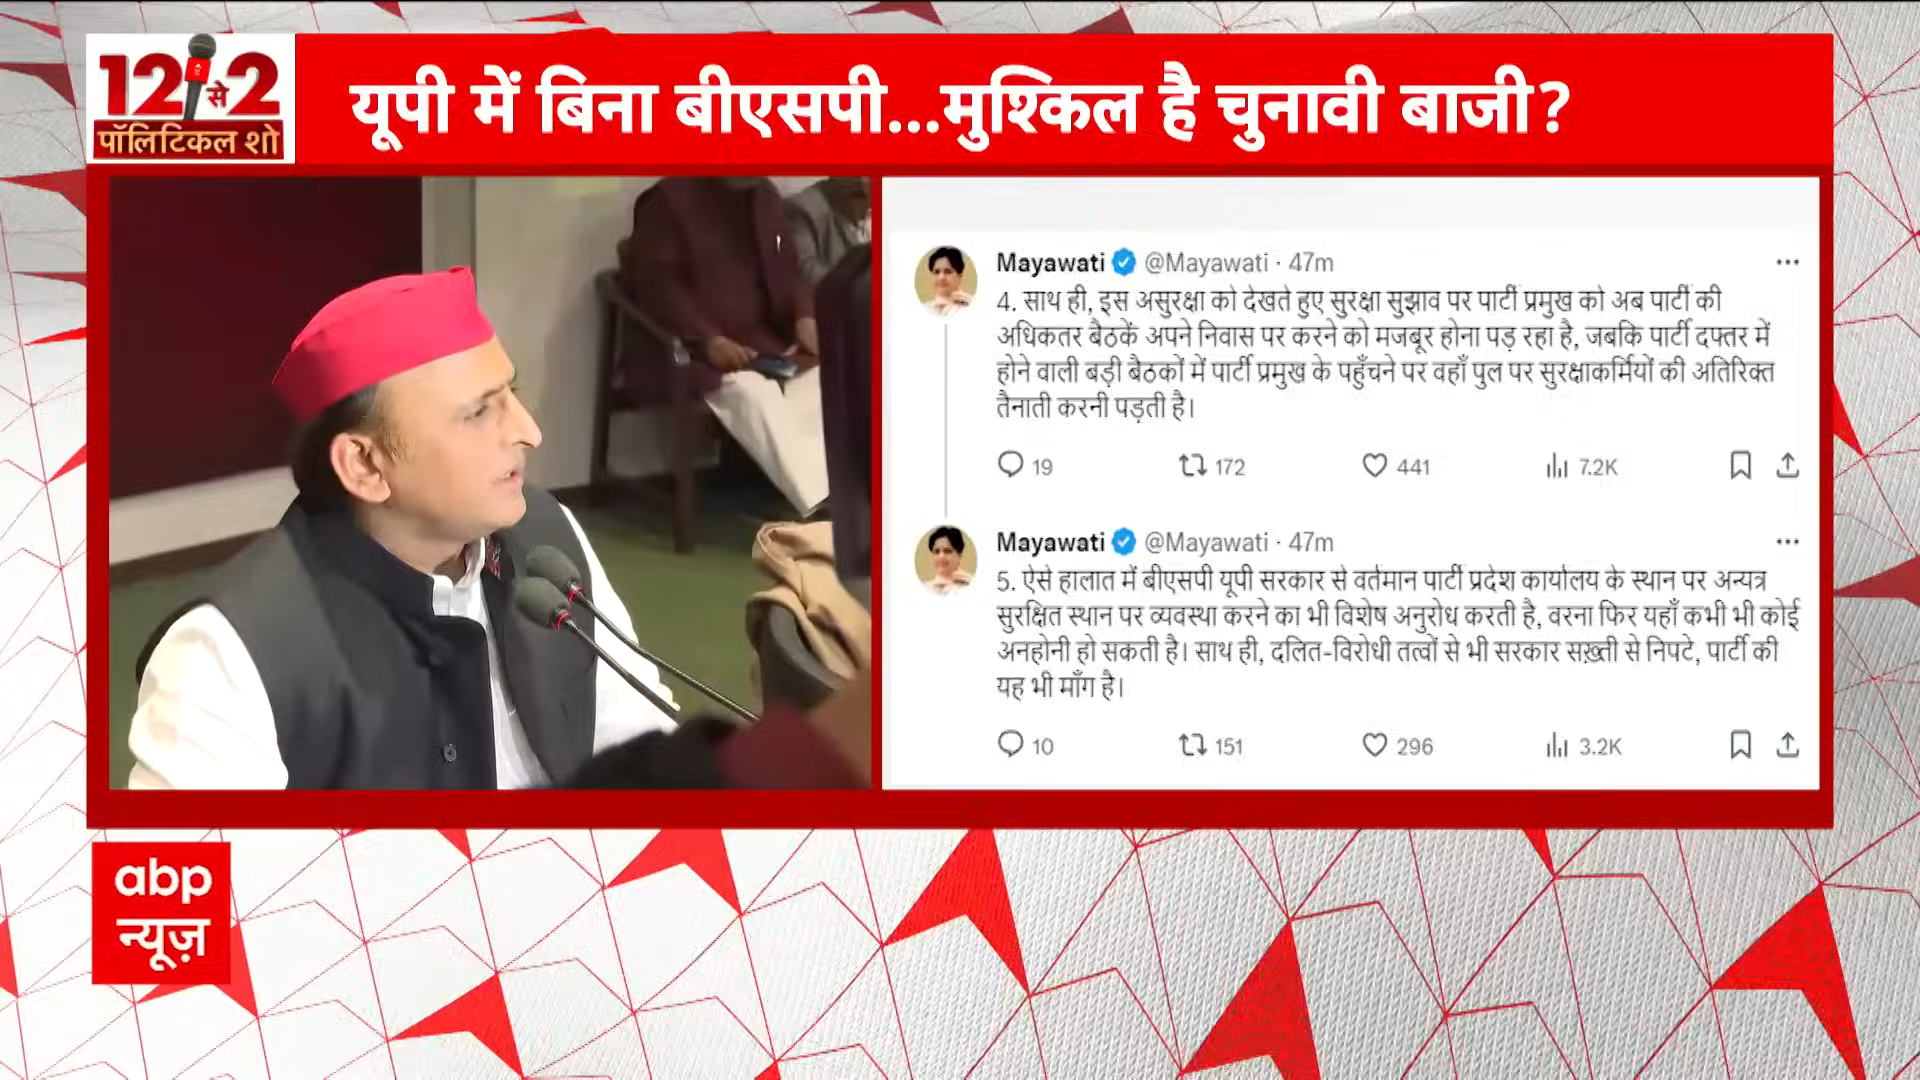 12 से 2
पॉलिटिकल शो
यूपी में बिना बीएसपी...मुश्किल है चुनावी बाजी?
Mayawati @Mayawati · 47m
4. साथ ही, इस असुरक्षा को देखते हुए सुरक्षा सुझाव पर पार्टी प्रमुख को अब पार्टी की
अधिकतर बैठकें अपने निवास पर करने को मजबूर होना पड़ रहा है, जबकि पार्टी दफ्तर में
होने वाली बड़ी बैठकों में पार्टी प्रमुख के पहुँचने पर वहाँ पुल पर सुरक्षाकर्मियों की अतिरिक्त
तैनाती करनी पड़ती है।
19 172 441 7.2K
Mayawati @Mayawati · 47m
5. ऐसे हालात में बीएसपी यूपी सरकार से वर्तमान पार्टी प्रदेश कार्यालय के स्थान पर अन्यत्र
सुरक्षित स्थान पर व्यवस्था करने का भी विशेष अनुरोध करती है, वरना फिर यहाँ कभी भी कोई
अनहोनी हो सकती है। साथ ही, दलित-विरोधी तत्वों से भी सरकार सख़्ती से निपटे, पार्टी की
यह भी माँग है।
10 151 296 3.2K
abp
न्यूज़